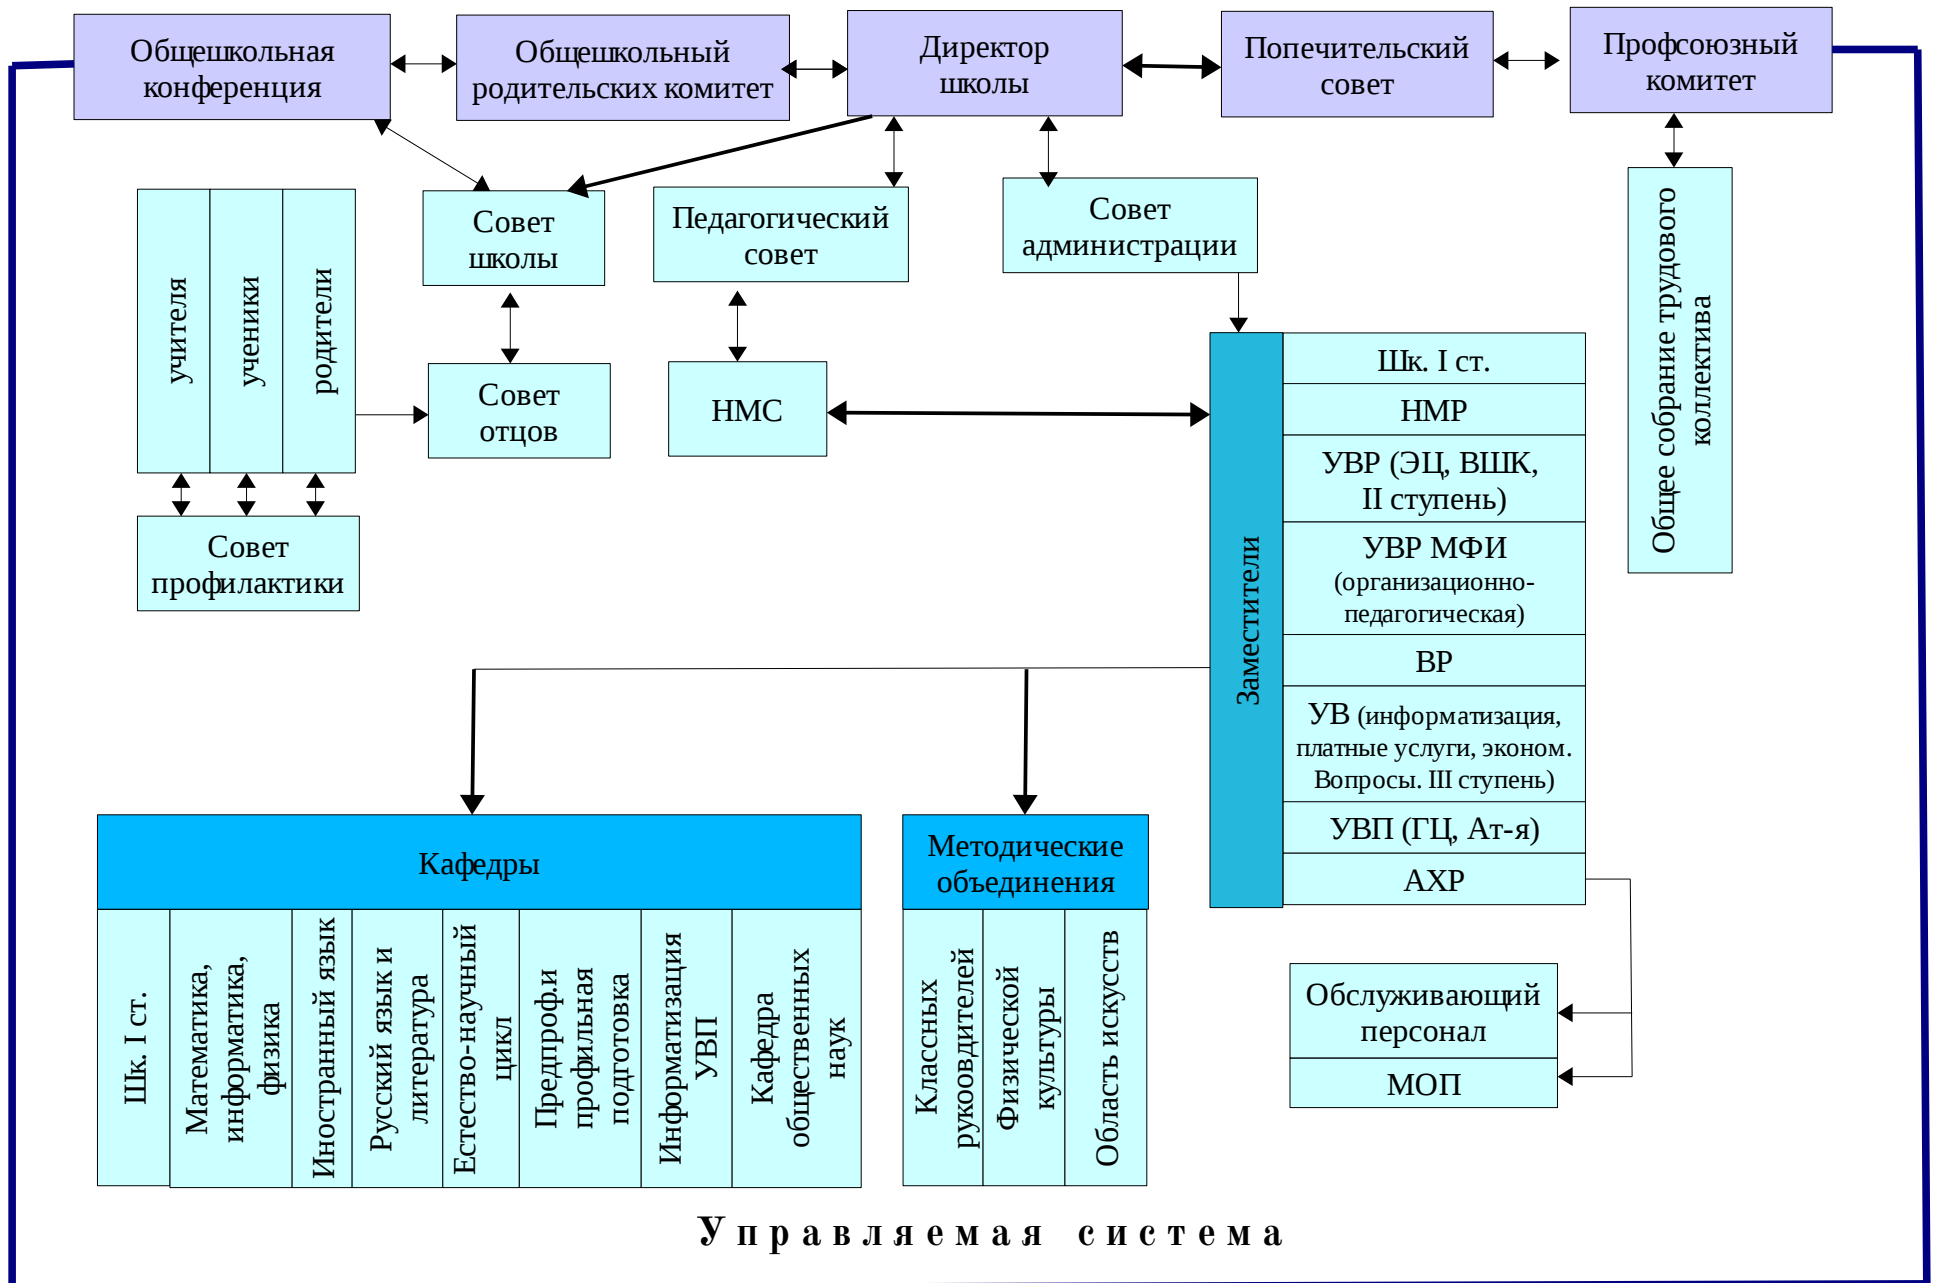 Общешкольная
конференция
Общешкольный
родительских комитет
Директор
школы
Попечительский
совет
Профсоюзный
комитет
учителя
ученики
родители
Совет
школы
Педагогический
совет
Совет
администрации
Общее собрание трудового
коллектива
Совет
отцов
НМС
Совет
профилактики
Заместители
Шк. I ст.
НМР
УВР (ЭЦ, ВШК,
II ступень)
УВР МФИ
(организационно-
педагогическая)
ВР
УВ (информатизация,
платные услуги, эконом.
Вопросы. III ступень)
УВП (ГЦ, Ат-я)
АХР
Кафедры
Шк. I ст.
Математика,
информатика,
физика
Иностранный язык
Русский язык и
литература
Естество-научный
цикл
Предпроф.и
профильная
подготовка
Информатизация
УВП
Кафедра
общественных
наук
Методические
объединения
Классных
руковдителей
Физической
культуры
Область искусств
Обслуживающий
персонал
МОП
Управляемая система